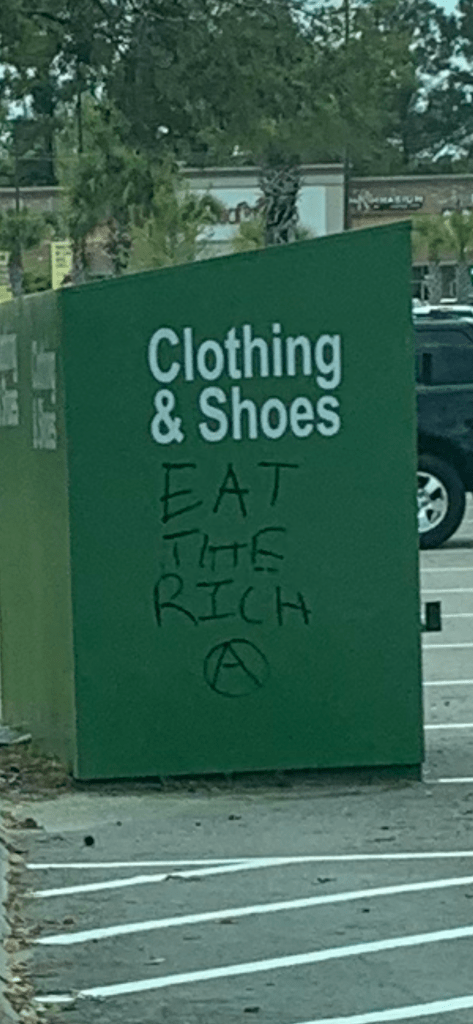 Clothing
& Shoes
EAT
THE
RICH
A